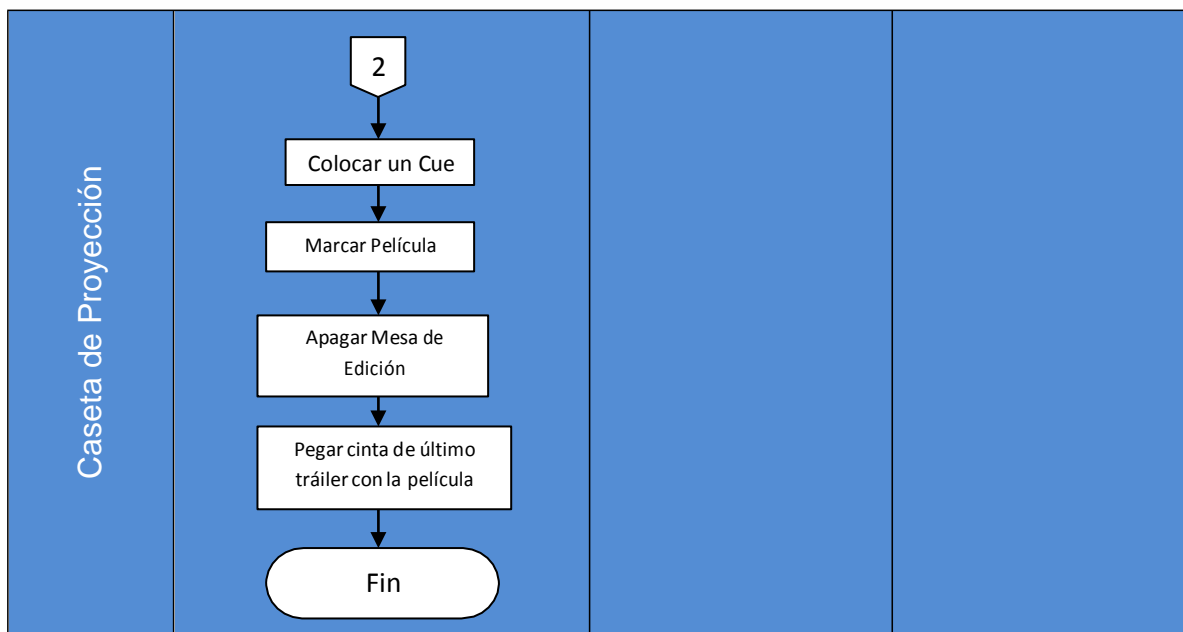 Caseta de Proyección
2
Colocar un Cue
Marcar Película
Apagar Mesa de
Edición
Pegar cinta de último
tráiler con la película
Fin